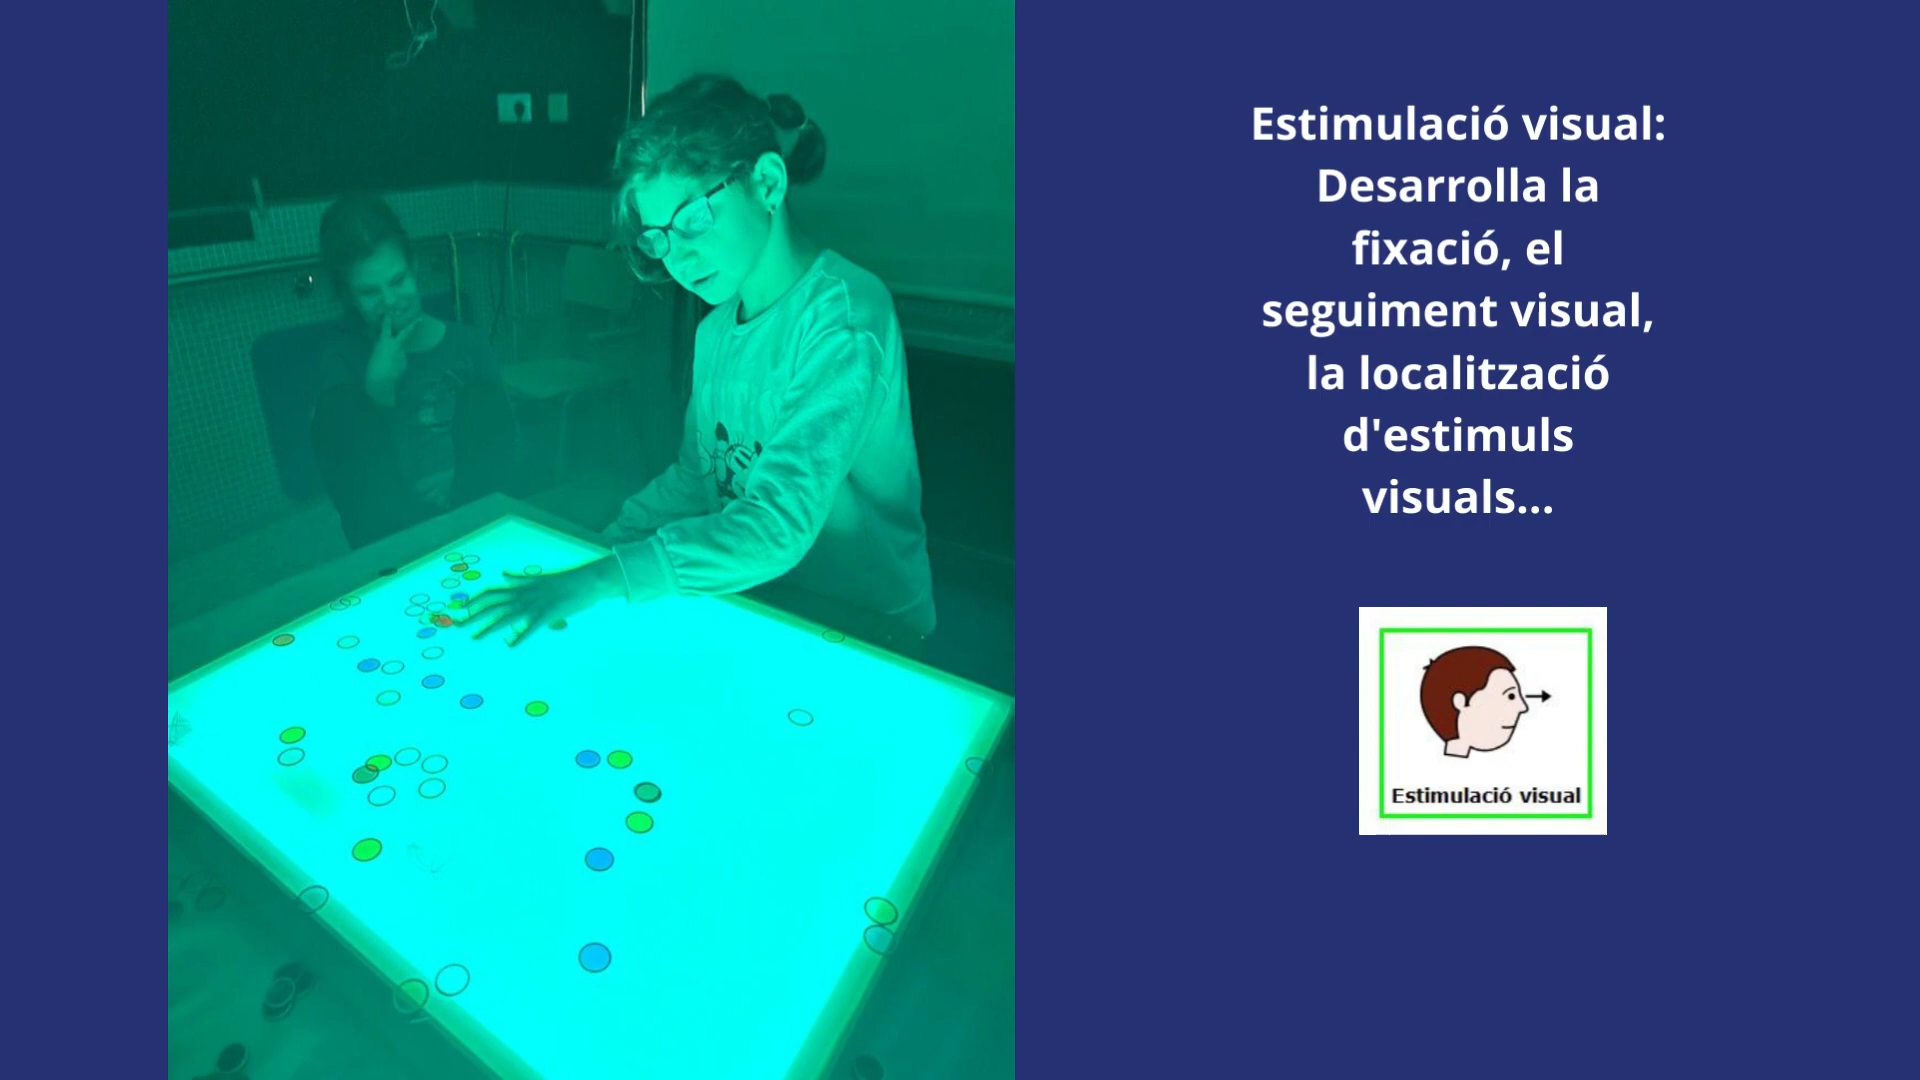 Estimulació visual:
Desarrolla la
fixació, el
seguiment visual,
la localització
d'estimuls
visuals...
Estimulació visual